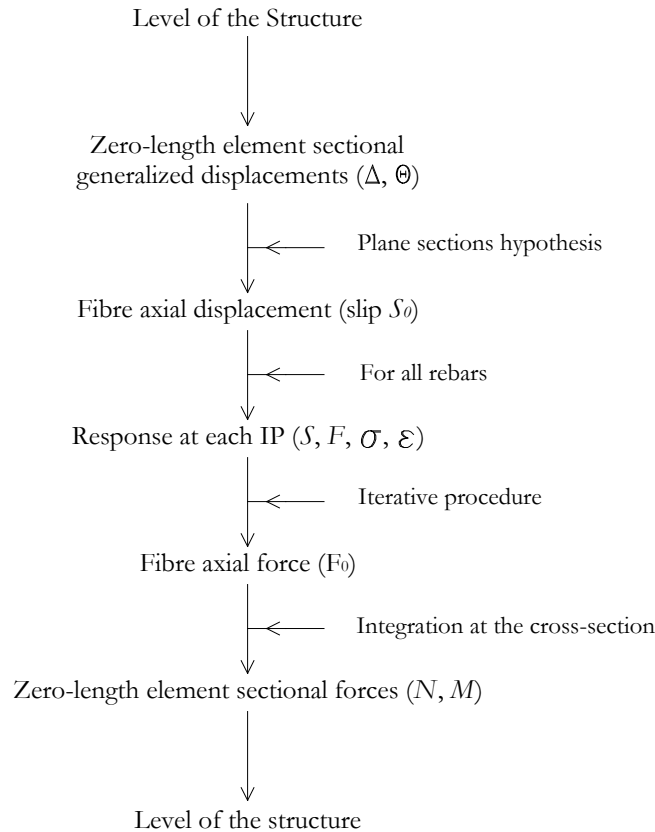 Level of the Structure
Zero-length element sectional
generalized displacements (Δ, Θ)
Plane sections hypothesis
Fibre axial displacement (slip S₀)
For all rebars
Response at each IP (S, F, σ, ε)
Iterative procedure
Fibre axial force (F₀)
Integration at the cross-section
Zero-length element sectional forces (N, M)
Level of the structure